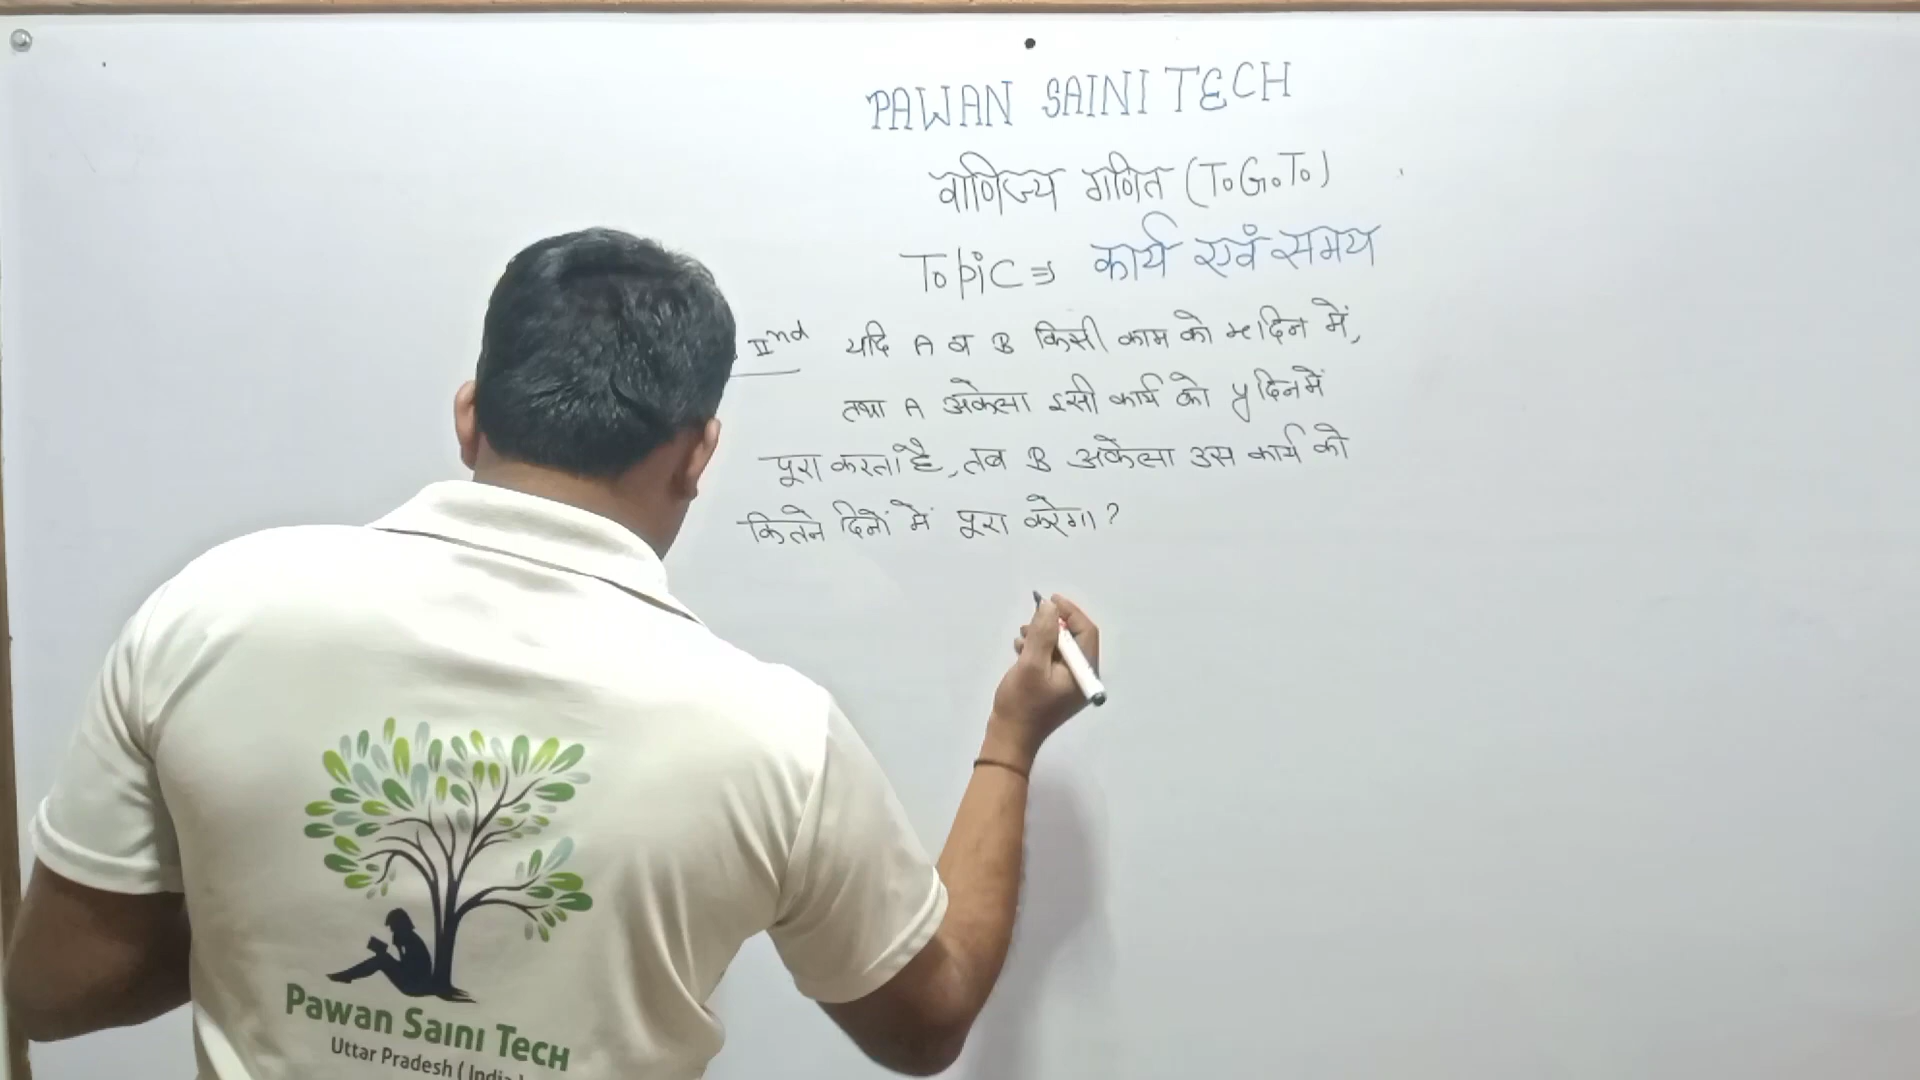 PAWAN SAINI TECH
वाणिज्य गणित (T.G.T.)
Topic ⇒ कार्य एवं समय
IInd यदि A व B किसी काम को x दिन में,
तथा A अकेला इसी कार्य को y दिन में
पूरा करता है, तब B अकेला उस कार्य को
कितने दिनों में पूरा करेगा?
Pawan Saini Tech
Uttar Pradesh (India)